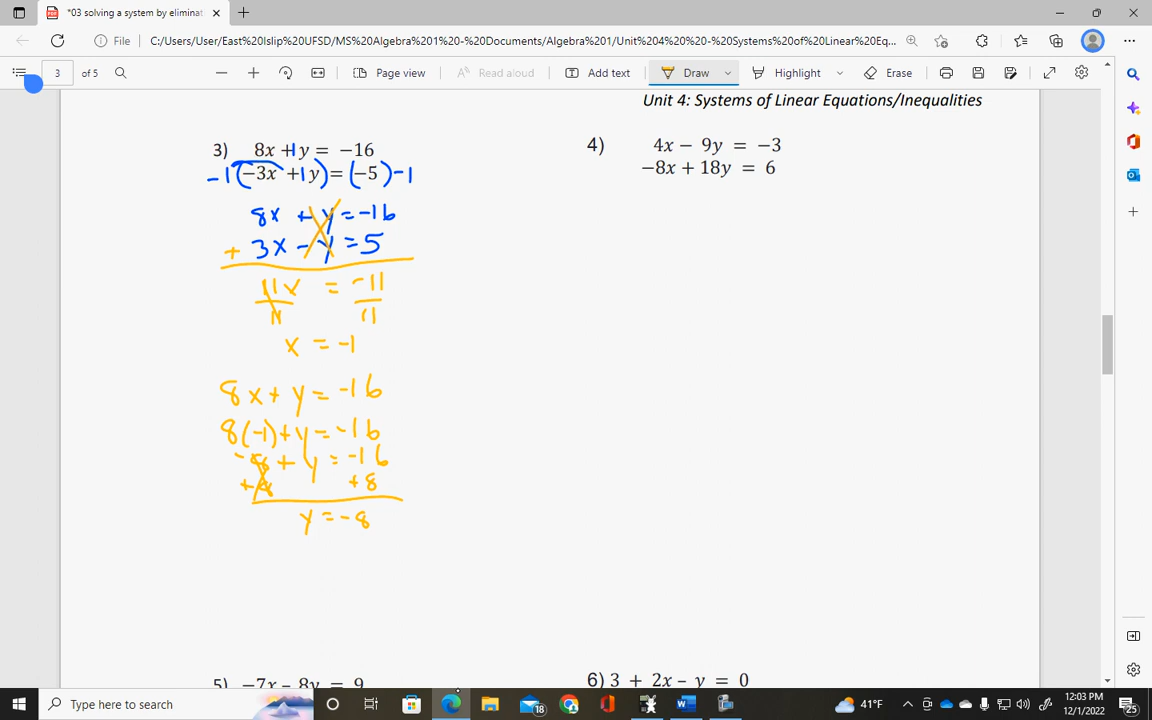 *03 solving a system by eliminat
File C:/Users/User/East%20Islip%20UFSD/MS%20Algebra%201%20-%20Documents/Algebra%201/Unit%204%20%20-%20Systems%20of%20Linear%20Eq...
3 of 5 Page view Read aloud Add text Draw Highlight Erase
Unit 4: Systems of Linear Equations/Inequalities
3) 8x + 1y = −16
-1(−3x + 1y) = (−5)-1
8x + y = -16
+ 3x - y = 5
11x = -11
11 11
x = -1
8x + y = -16
8(-1) + y = -16
-8 + y = -16
+8 +8
y = -8
4) 4x − 9y = −3
−8x + 18y = 6
5) −7x − 8y = 9
6) 3 + 2x − y = 0
Type here to search
18
41°F
12:03 PM
12/1/2022
25